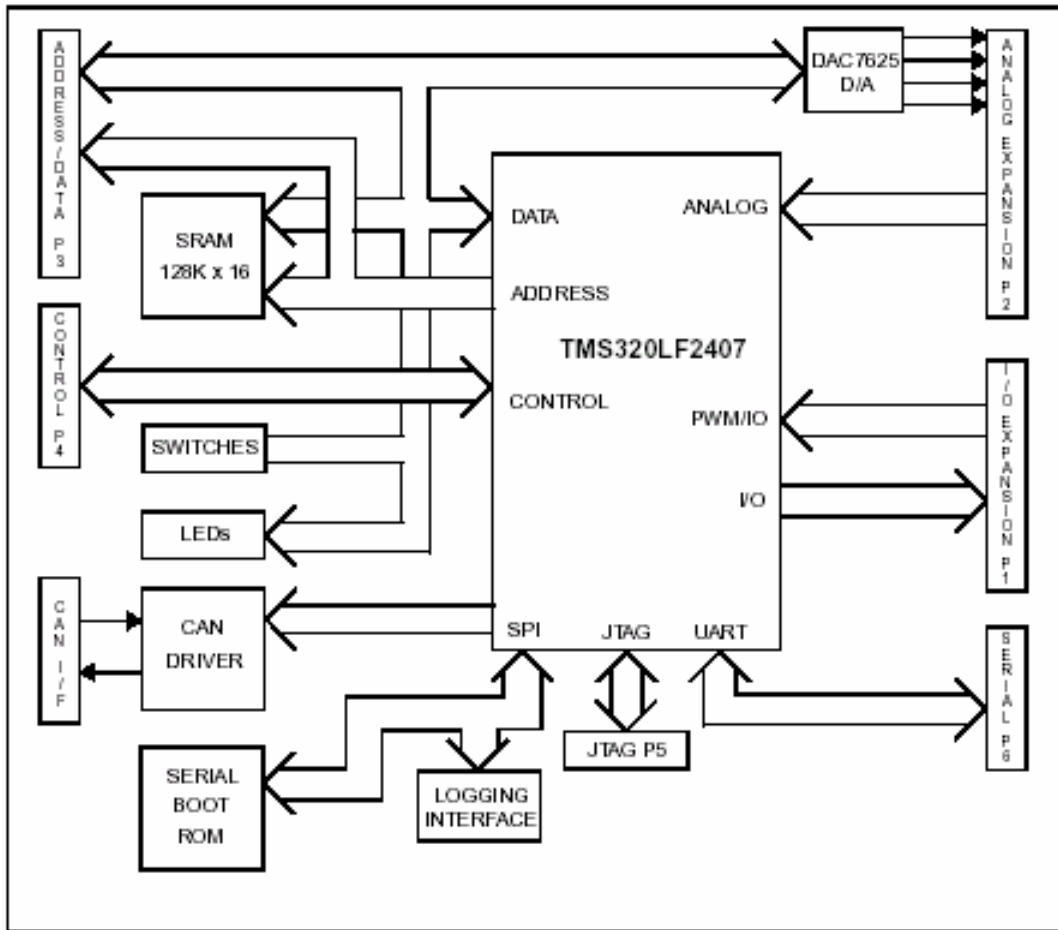 ADDRESS/DATA P3
DAC7625
D/A
ANALOG EXPANSION P2
SRAM
128K x 16
DATA
ANALOG
ADDRESS
TMS320LF2407
CONTROL P4
CONTROL
PWM/IO
I/O EXPANSION P1
SWITCHES
I/O
LEDs
CAN I/F
CAN
DRIVER
SPI
JTAG
UART
SERIAL P6
JTAG P5
SERIAL
BOOT
ROM
LOGGING
INTERFACE